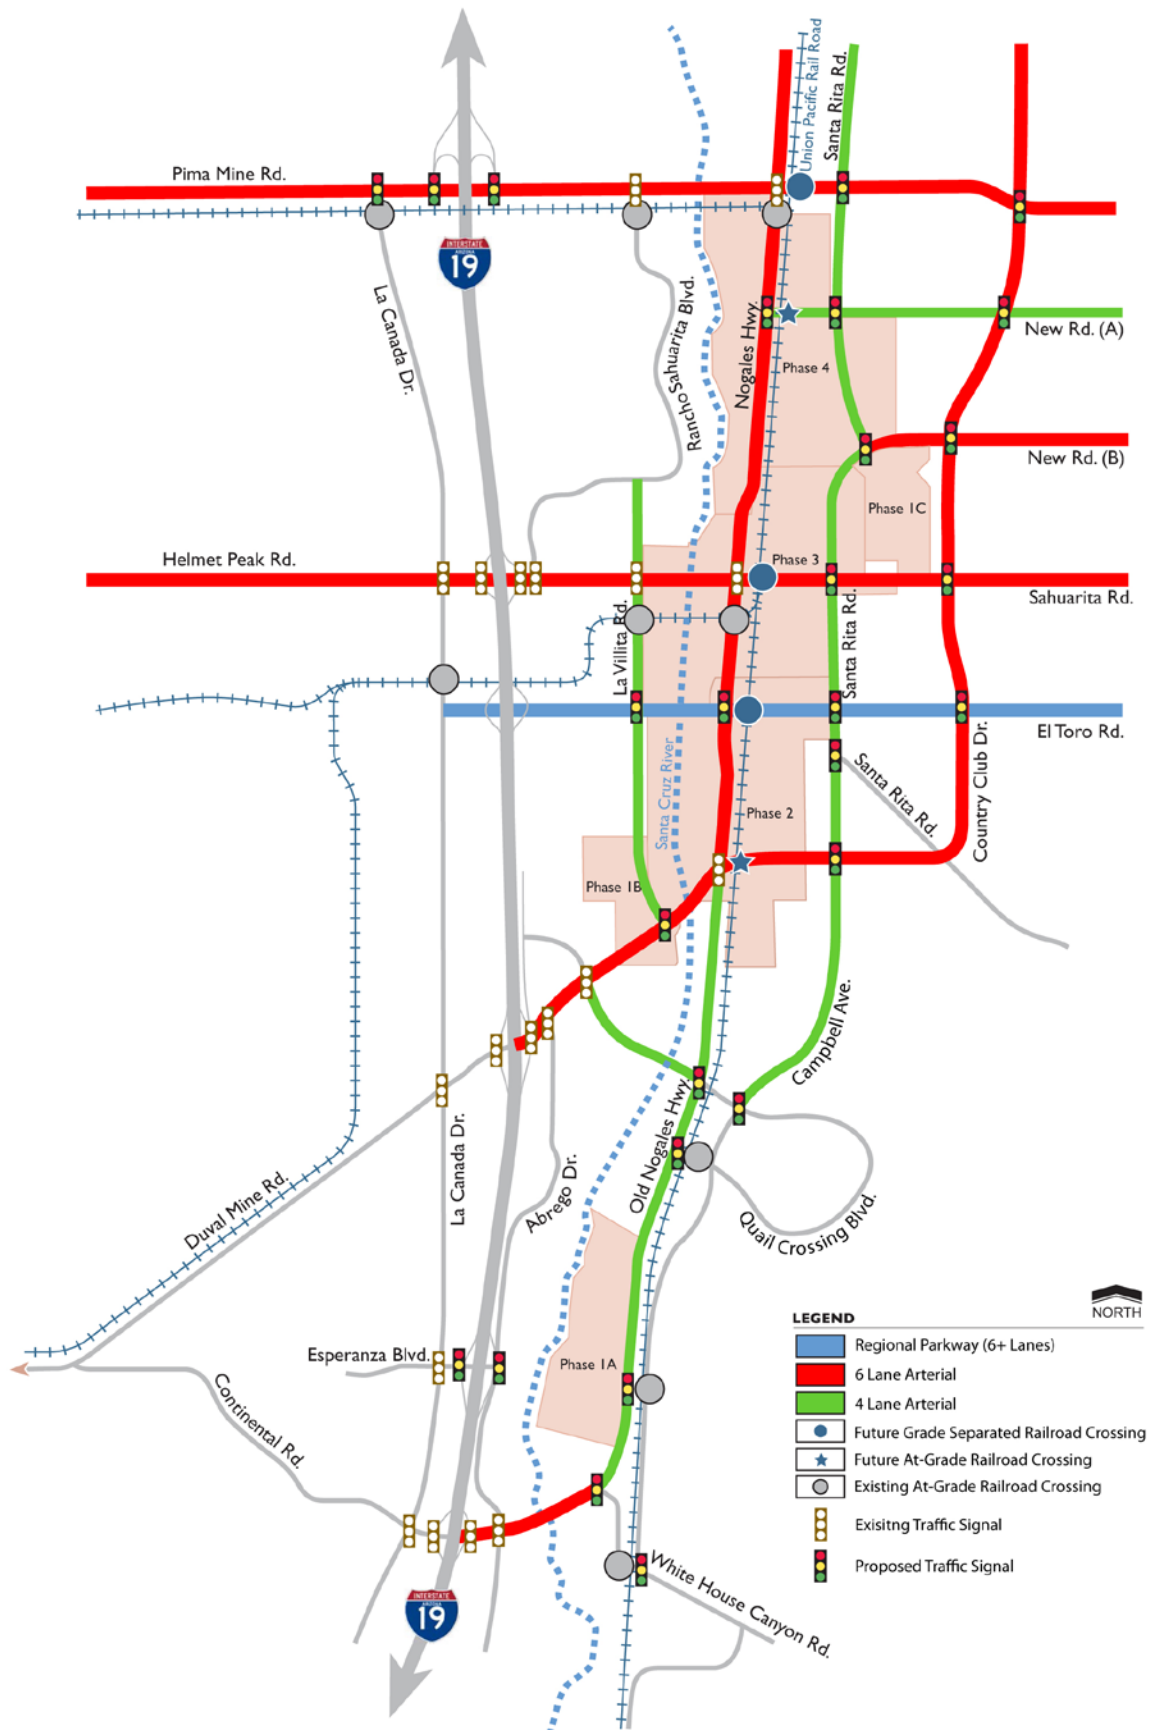 Union Pacific Rail Road
Santa Rita Rd.
Pima Mine Rd.
INTERSTATE
ARIZONA
19
La Canada Dr.
Rancho Sahuarita Blvd.
Nogales Hwy.
New Rd. (A)
Phase 4
New Rd. (B)
Phase 1C
Helmet Peak Rd.
Phase 3
Sahuarita Rd.
La Villita Rd.
Santa Rita Rd.
El Toro Rd.
Santa Cruz River
Santa Rita Rd.
Country Club Dr.
Phase 2
Phase 1B
Campbell Ave.
Old Nogales Hwy.
La Canada Dr.
Abrego Dr.
Duval Mine Rd.
Quail Crossing Blvd.
NORTH
LEGEND
Regional Parkway (6+ Lanes)
6 Lane Arterial
4 Lane Arterial
Future Grade Separated Railroad Crossing
Future At-Grade Railroad Crossing
Existing At-Grade Railroad Crossing
Exisitng Traffic Signal
Proposed Traffic Signal
Esperanza Blvd.
Phase 1A
Continental Rd.
White House Canyon Rd.
INTERSTATE
ARIZONA
19